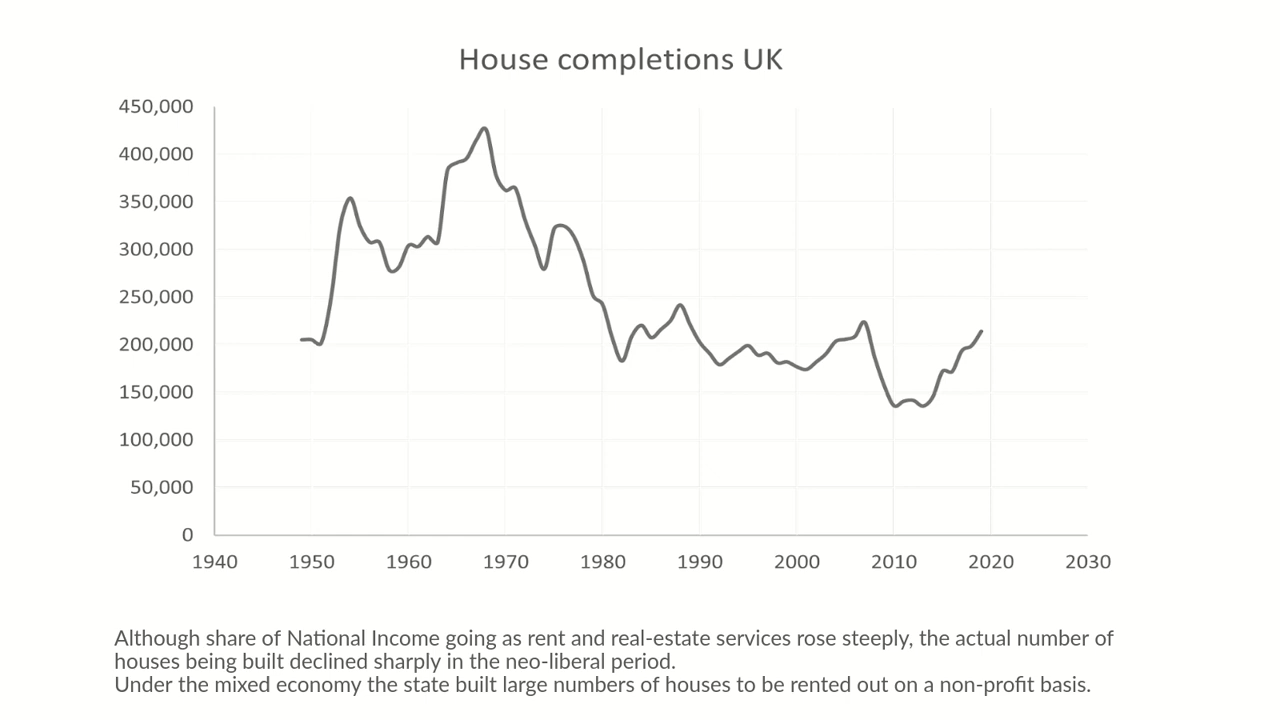 House completions UK
450,000
400,000
350,000
300,000
250,000
200,000
150,000
100,000
50,000
0
1940 1950 1960 1970 1980 1990 2000 2010 2020 2030
Although share of National Income going as rent and real-estate services rose steeply, the actual number of
houses being built declined sharply in the neo-liberal period.
Under the mixed economy the state built large numbers of houses to be rented out on a non-profit basis.